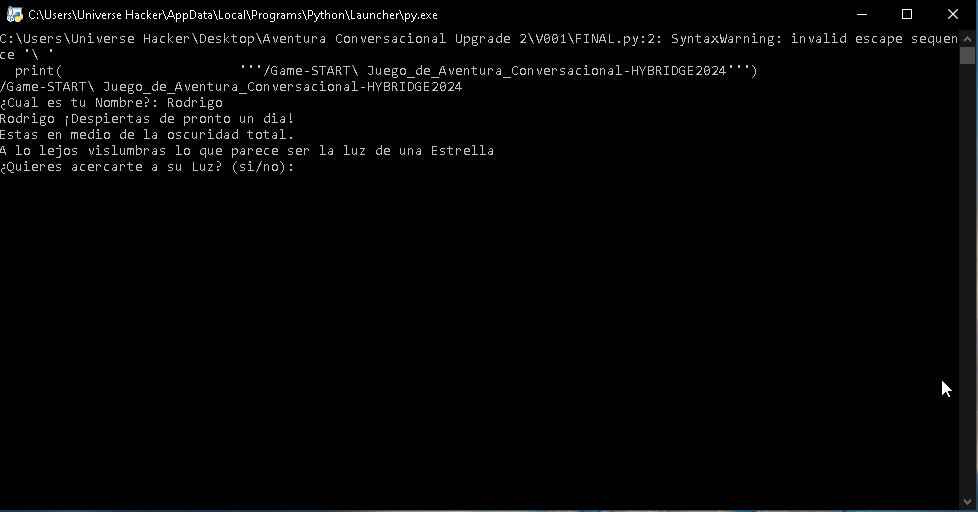 C:\Users\Universe Hacker\AppData\Local\Programs\Python\Launcher\py.exe
C:\Users\Universe Hacker\Desktop\Aventura Conversacional Upgrade 2\V001\FINAL.py:2: SyntaxWarning: invalid escape sequen
ce '\ '
  print(                        '''/Game-START\ Juego_de_Aventura_Conversacional-HYBRIDGE2024''')
/Game-START\ Juego_de_Aventura_Conversacional-HYBRIDGE2024
¿Cual es tu Nombre?: Rodrigo
Rodrigo ¡Despiertas de pronto un dia!
Estas en medio de la oscuridad total.
A lo lejos vislumbras lo que parece ser la luz de una Estrella
¿Quieres acercarte a su Luz? (si/no):